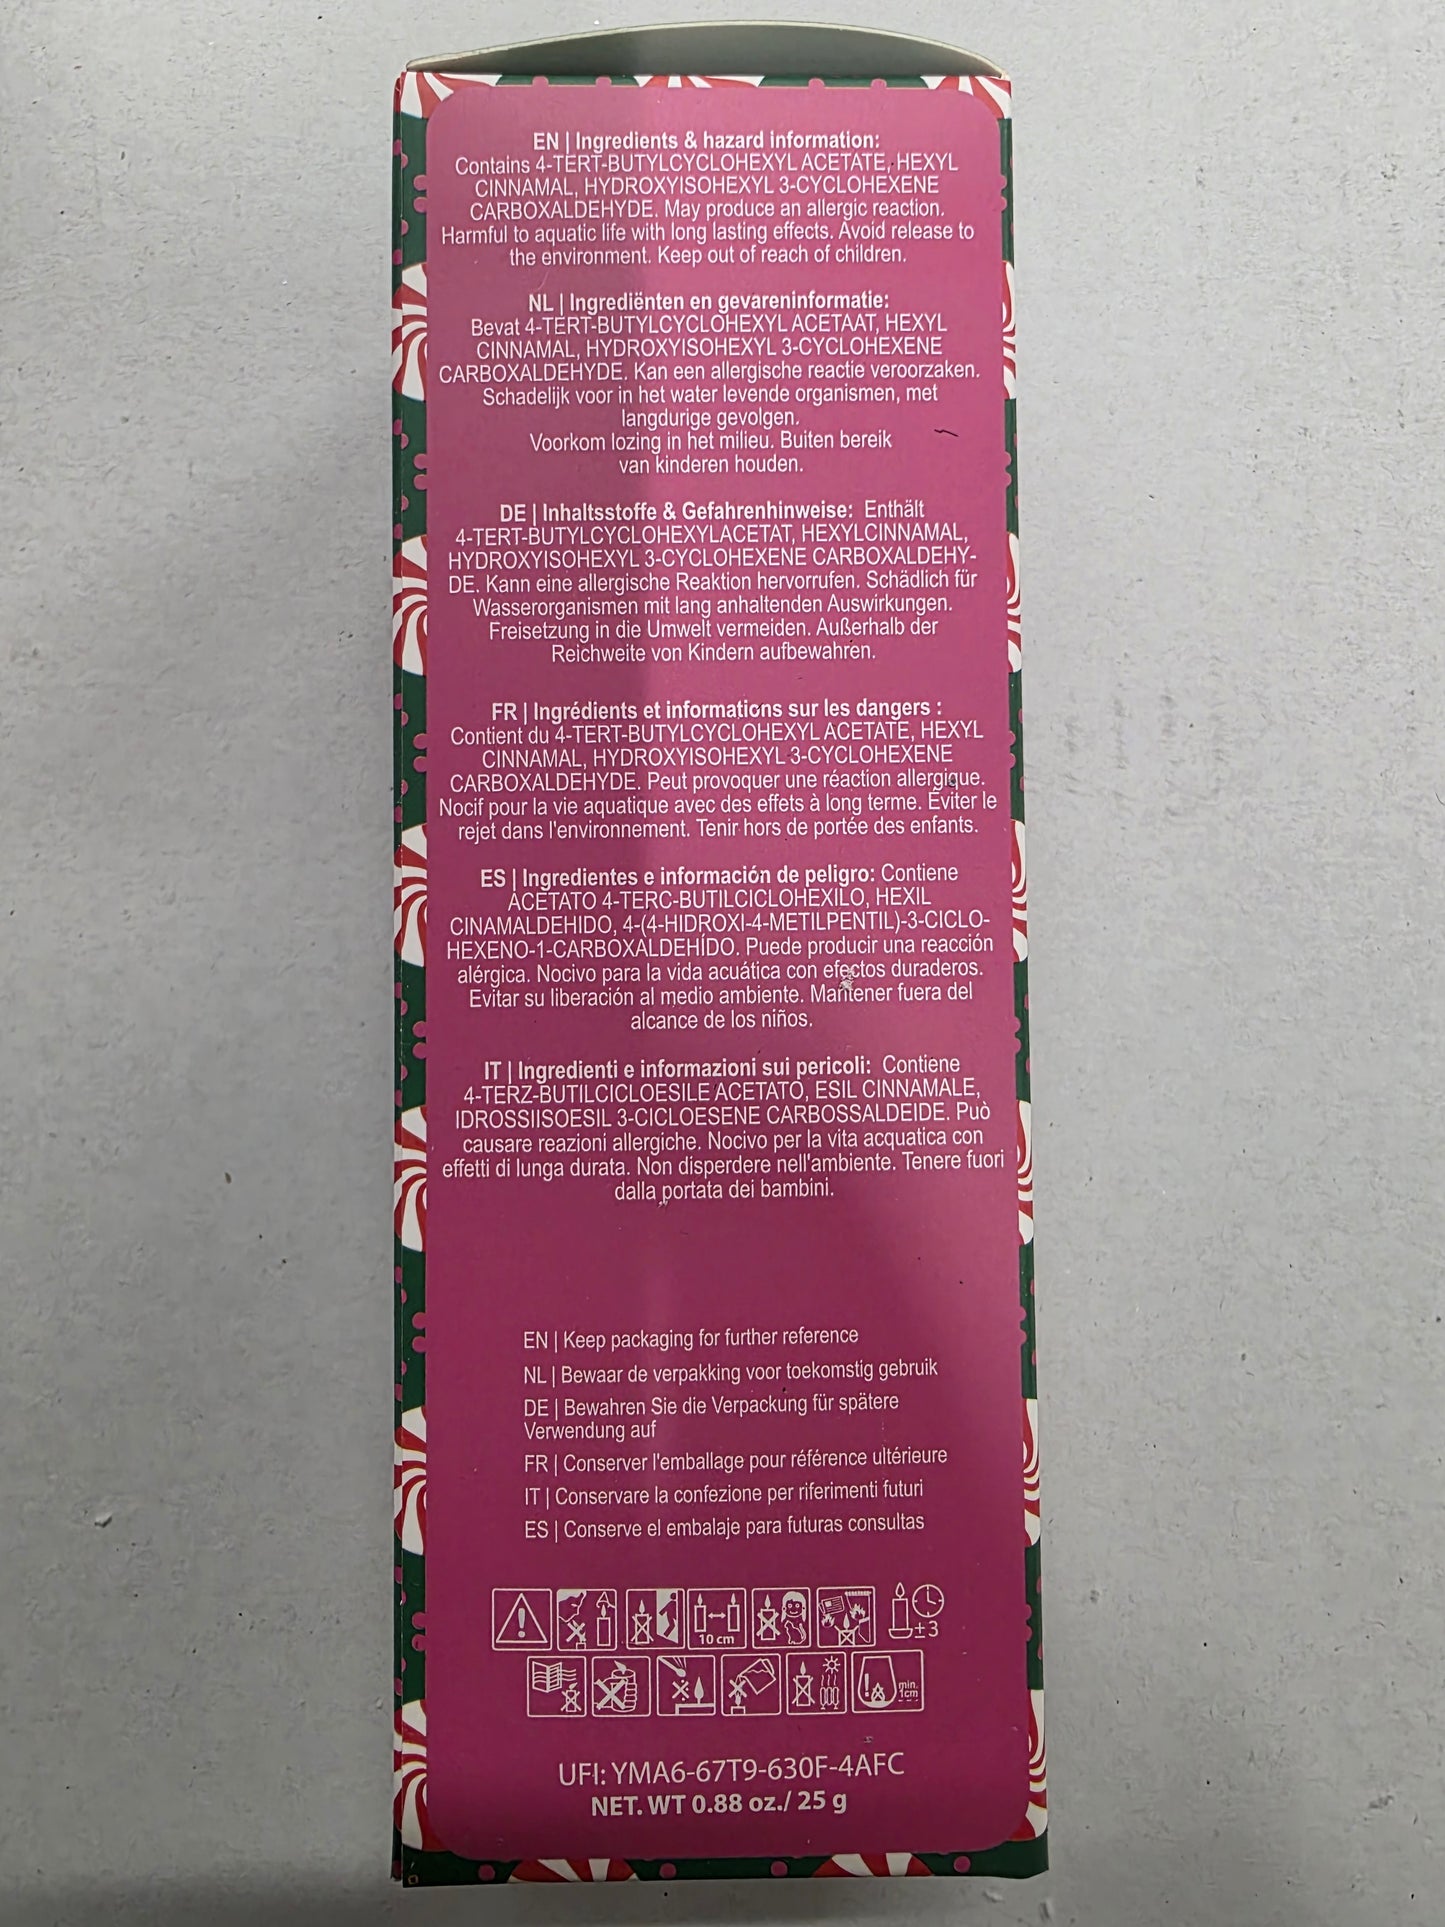 EN | Ingredients & hazard information:
Contains 4-TERT-BUTYLCYCLOHEXYL ACETATE, HEXYL
CINNAMAL, HYDROXYISOHEXYL 3-CYCLOHEXENE
CARBOXALDEHYDE. May produce an allergic reaction.
Harmful to aquatic life with long lasting effects. Avoid release to
the environment. Keep out of reach of children.
NL | Ingrediënten en gevareninformatie:
Bevat 4-TERT-BUTYLCYCLOHEXYL ACETAAT, HEXYL
CINNAMAL, HYDROXYISOHEXYL 3-CYCLOHEXENE
CARBOXALDEHYDE. Kan een allergische reactie veroorzaken.
Schadelijk voor in het water levende organismen, met
langdurige gevolgen.
Voorkom lozing in het milieu. Buiten bereik
van kinderen houden.
DE | Inhaltsstoffe & Gefahrenhinweise: Enthält
4-TERT-BUTYLCYCLOHEXYLACETAT, HEXYLCINNAMAL,
HYDROXYISOHEXYL 3-CYCLOHEXENE CARBOXALDEHY-
DE. Kann eine allergische Reaktion hervorrufen. Schädlich für
Wasserorganismen mit lang anhaltenden Auswirkungen.
Freisetzung in die Umwelt vermeiden. Außerhalb der
Reichweite von Kindern aufbewahren.
FR | Ingrédients et informations sur les dangers :
Contient du 4-TERT-BUTYLCYCLOHEXYL ACETATE, HEXYL
CINNAMAL, HYDROXYISOHEXYL 3-CYCLOHEXENE
CARBOXALDEHYDE. Peut provoquer une réaction allergique.
Nocif pour la vie aquatique avec des effets à long terme. Éviter le
rejet dans l'environnement. Tenir hors de portée des enfants.
ES | Ingredientes e información de peligro: Contiene
ACETATO 4-TERC-BUTILCICLOHEXILO, HEXIL
CINAMALDEHIDO, 4-(4-HIDROXI-4-METILPENTIL)-3-CICLO-
HEXENO-1-CARBOXALDEHÍDO. Puede producir una reacción
alérgica. Nocivo para la vida acuática con efectos duraderos.
Evitar su liberación al medio ambiente. Mantener fuera del
alcance de los niños.
IT | Ingredienti e informazioni sui pericoli: Contiene
4-TERZ-BUTILCICLOESILE ACETATO, ESIL CINNAMALE,
IDROSSIISOESIL 3-CICLOESENE CARBOSSALDEIDE. Può
causare reazioni allergiche. Nocivo per la vita acquatica con
effetti di lunga durata. Non disperdere nell'ambiente. Tenere fuori
dalla portata dei bambini.
EN | Keep packaging for further reference
NL | Bewaar de verpakking voor toekomstig gebruik
DE | Bewahren Sie die Verpackung für spätere
Verwendung auf
FR | Conserver l'emballage pour référence ultérieure
IT | Conservare la confezione per riferimenti futuri
ES | Conserve el embalaje para futuras consultas
10 cm
±3
min.
1cm
UFI: YMA6-67T9-630F-4AFC
NET. WT 0.88 oz./ 25 g